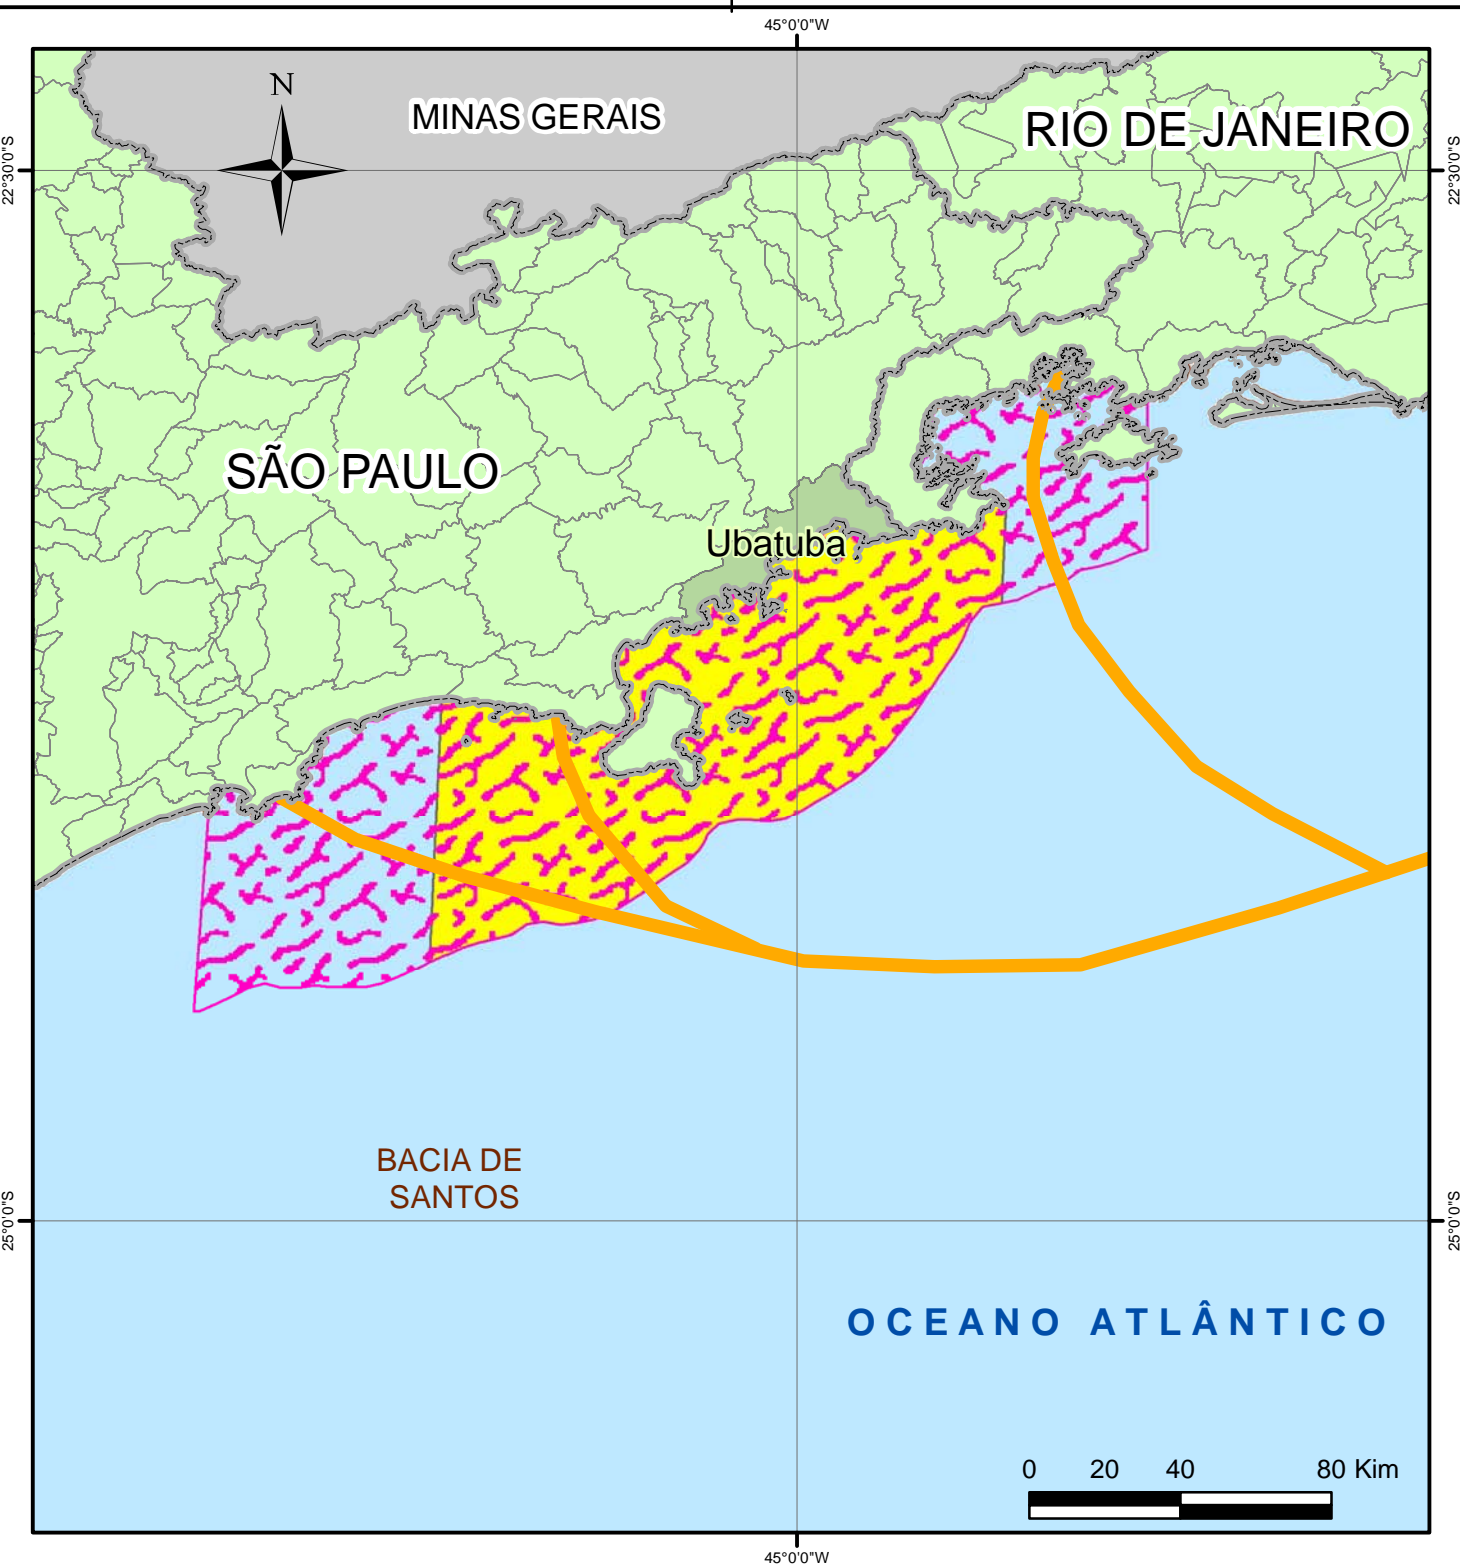 45°0'0"W
N
MINAS GERAIS
RIO DE JANEIRO
22°30'0"S
22°30'0"S
SÃO PAULO
Ubatuba
BACIA DE
SANTOS
25°0'0"S
25°0'0"S
OCEANO ATLÂNTICO
0 20 40 80 Kim
45°0'0"W